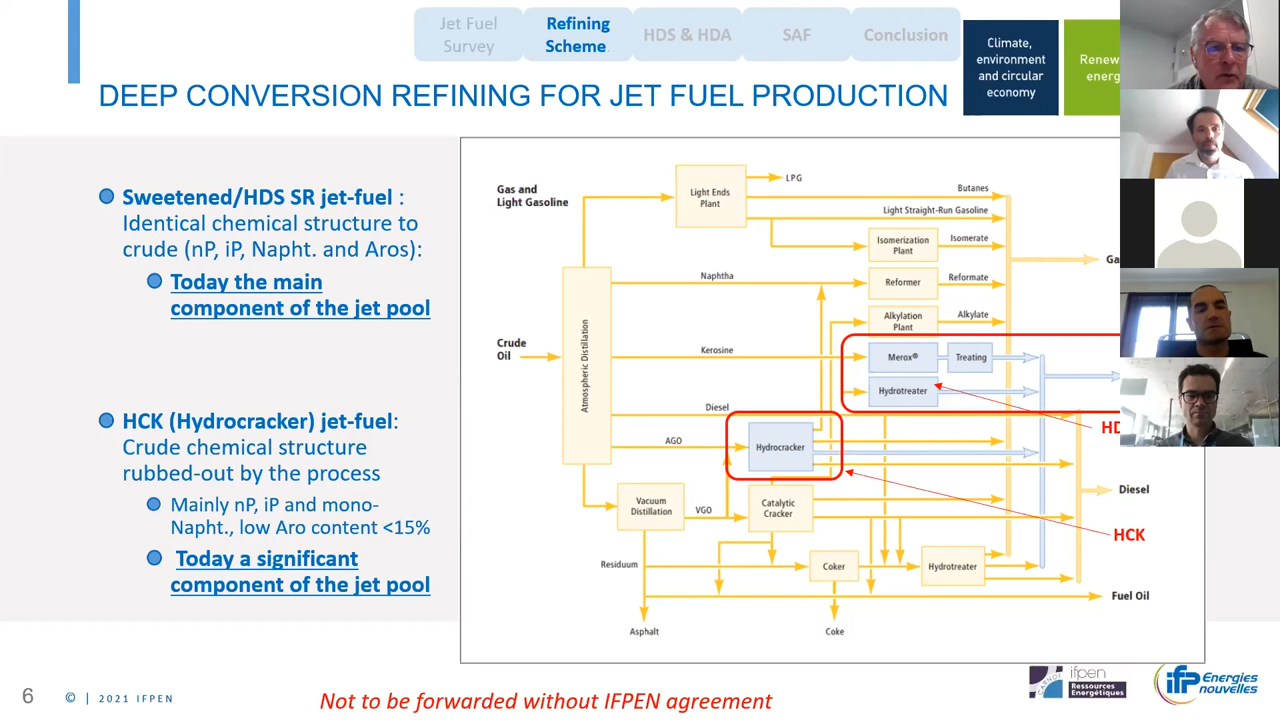 Jet Fuel
Survey
Refining
Scheme.
HDS & HDA
SAF
Conclusion
Climate,
environment
and circular
economy
DEEP CONVERSION REFINING FOR JET FUEL PRODUCTION
Sweetened/HDS SR jet-fuel :
Identical chemical structure to
crude (nP, iP, Napht. and Aros):
Today the main
component of the jet pool
HCK (Hydrocracker) jet-fuel:
Crude chemical structure
rubbed-out by the process
Mainly nP, iP and mono-
Napht., low Aro content <15%
Today a significant
component of the jet pool
Gas and
Light Gasoline
Light Ends
Plant
LPG
Butanes
Light Straight-Run Gasoline
Isomerization
Plant
Isomerate
Naphtha
Reformer
Reformate
Alkylation
Plant
Alkylate
Crude
Oil
Atmospheric Distillation
Kerosine
Merox®
Treating
Hydrotreater
Diesel
AGO
Hydrocracker
Vacuum
Distillation
VGO
Catalytic
Cracker
Diesel
HCK
Residuum
Coker
Hydrotreater
Fuel Oil
Asphalt
Coke
6
© | 2021 IFPEN
Not to be forwarded without IFPEN agreement
CARNOT
ifpen
Ressources
Energétiques
ifp Energies
nouvelles